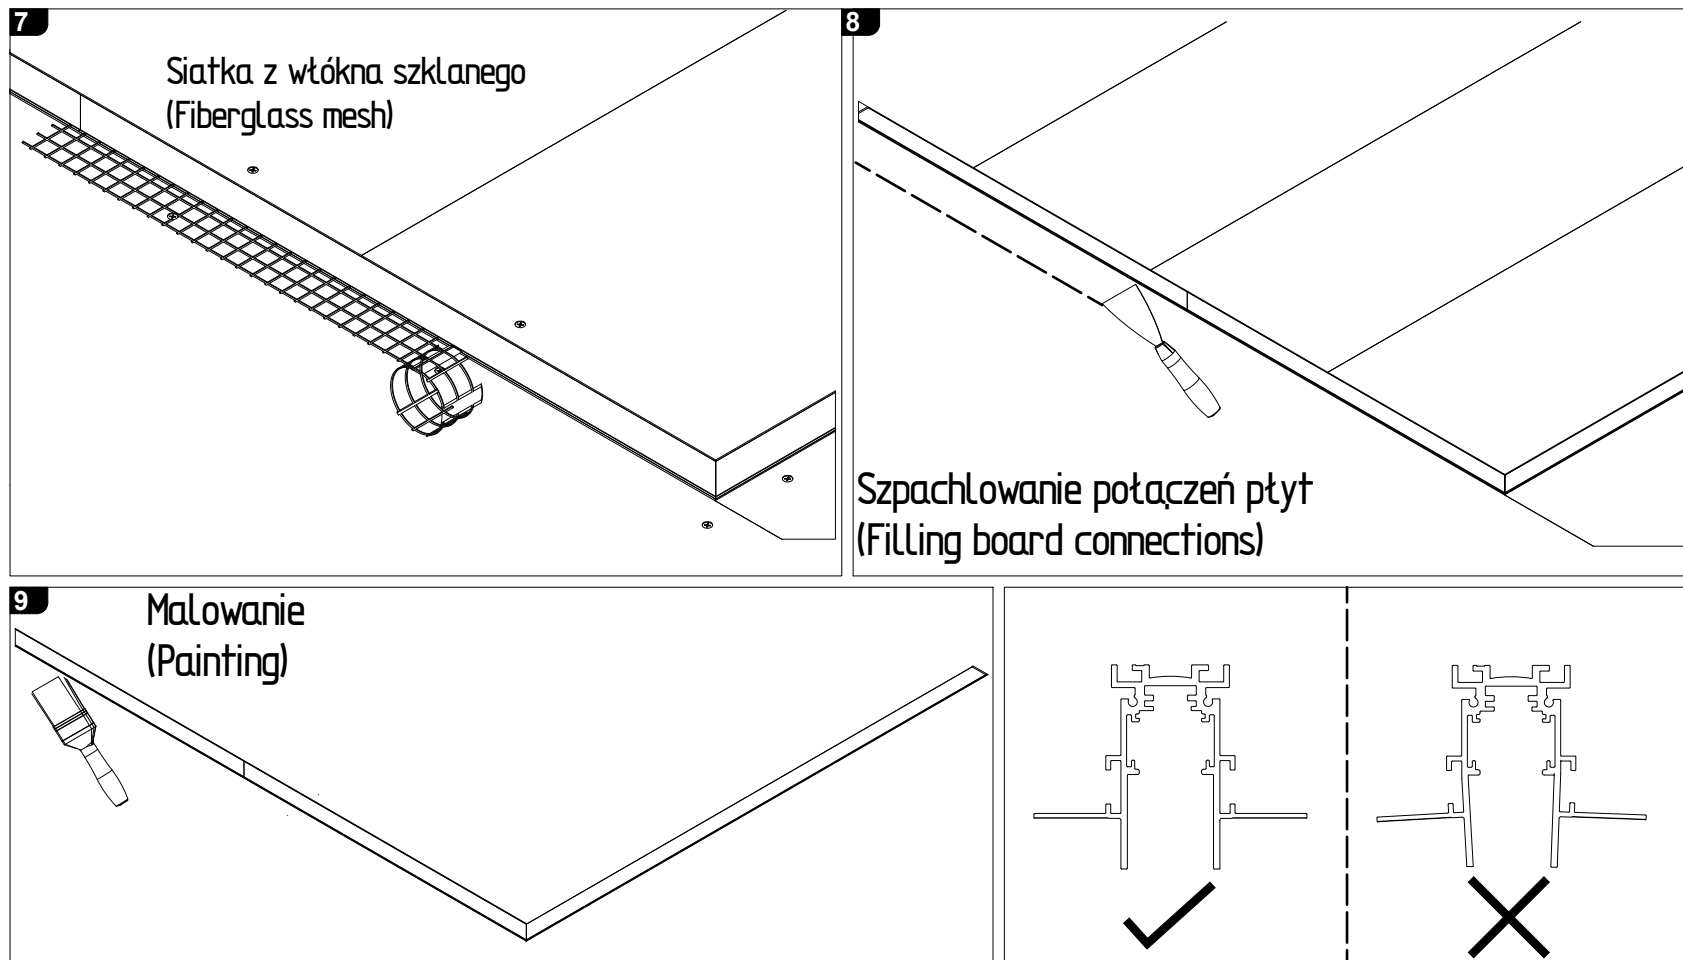 7
Siatka z włókna szklanego
(Fiberglass mesh)
8
Szpachlowanie połączeń płyt
(Filling board connections)
9
Malowanie
(Painting)